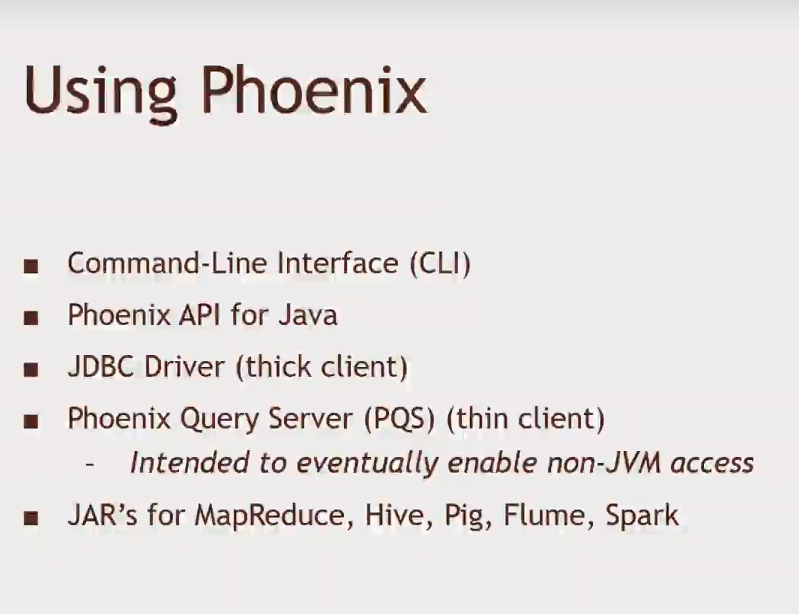 Using Phoenix
▪ Command-Line Interface (CLI)
▪ Phoenix API for Java
▪ JDBC Driver (thick client)
▪ Phoenix Query Server (PQS) (thin client)
– Intended to eventually enable non-JVM access
▪ JAR’s for MapReduce, Hive, Pig, Flume, Spark